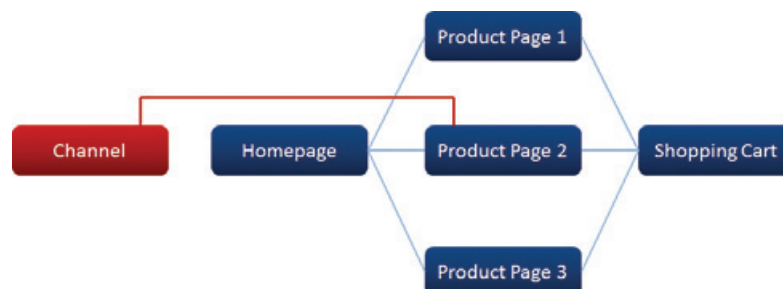 Product Page 1
Channel
Homepage
Product Page 2
Shopping Cart
Product Page 3